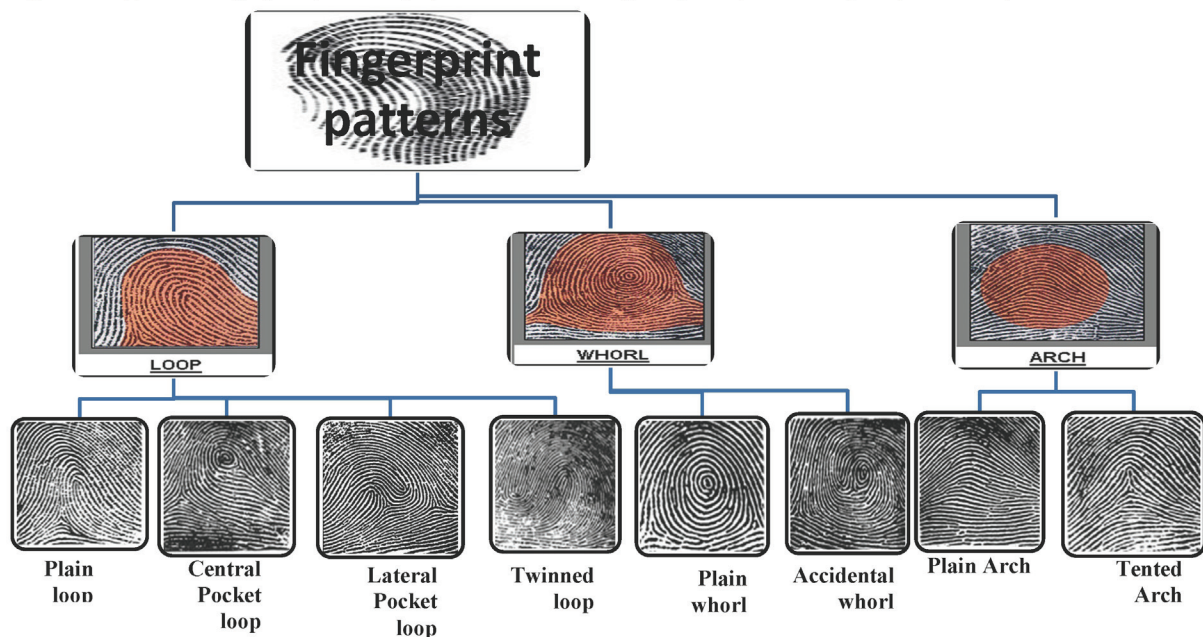 Fingerprint
patterns
LOOP
WHORL
ARCH
Plain
loop
Central
Pocket
loop
Lateral
Pocket
loop
Twinned
loop
Plain
whorl
Accidental
whorl
Plain Arch
Tented
Arch